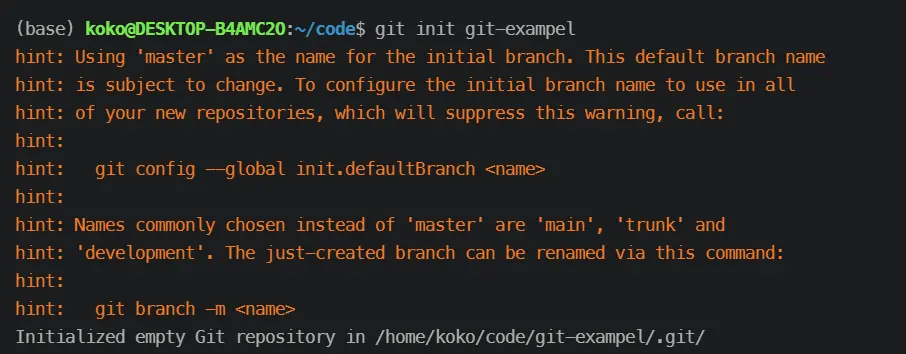 (base) koko@DESKTOP-B4AMC2O:~/code$ git init git-exampel
hint: Using 'master' as the name for the initial branch. This default branch name
hint: is subject to change. To configure the initial branch name to use in all
hint: of your new repositories, which will suppress this warning, call:
hint:
hint:   git config --global init.defaultBranch <name>
hint:
hint: Names commonly chosen instead of 'master' are 'main', 'trunk' and
hint: 'development'. The just-created branch can be renamed via this command:
hint:
hint:   git branch -m <name>
Initialized empty Git repository in /home/koko/code/git-exampel/.git/